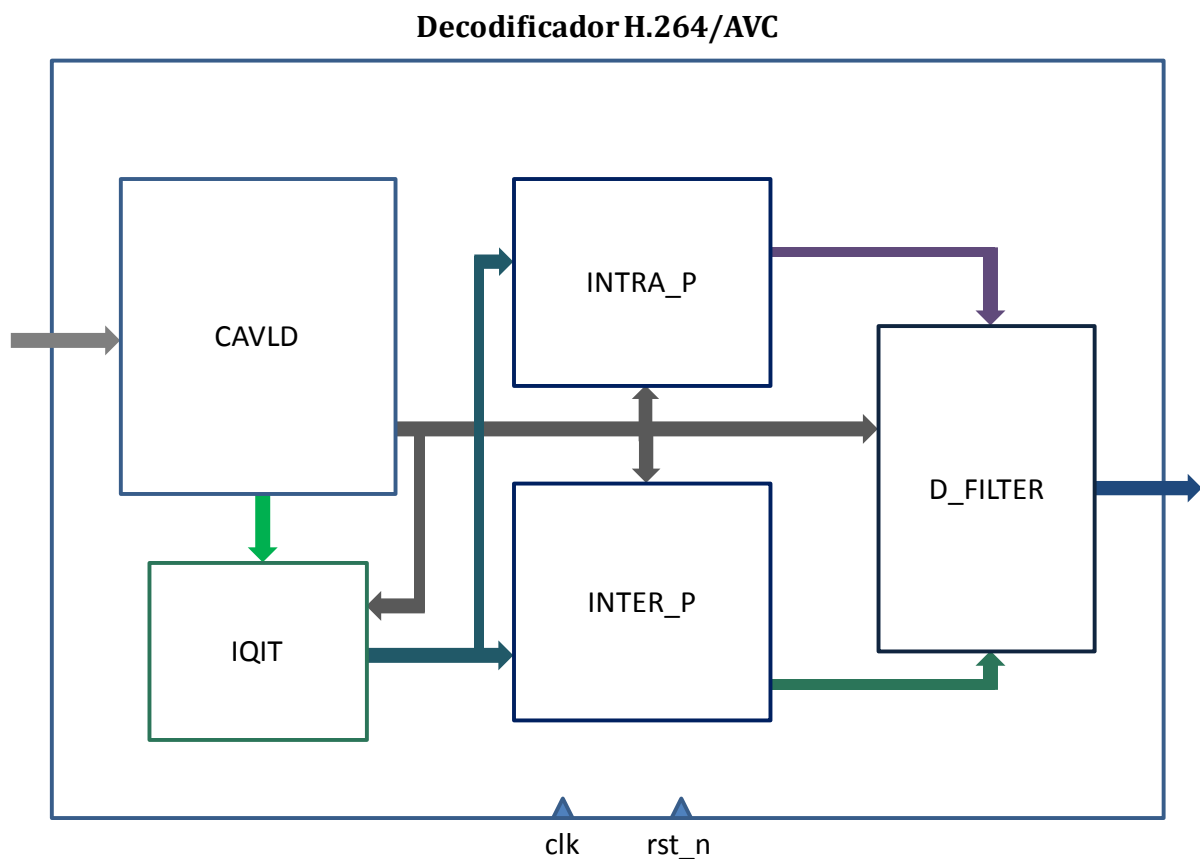 Decodificador H.264/AVC
CAVLD
INTRA_P
D_FILTER
INTER_P
IQIT
clk
rst_n